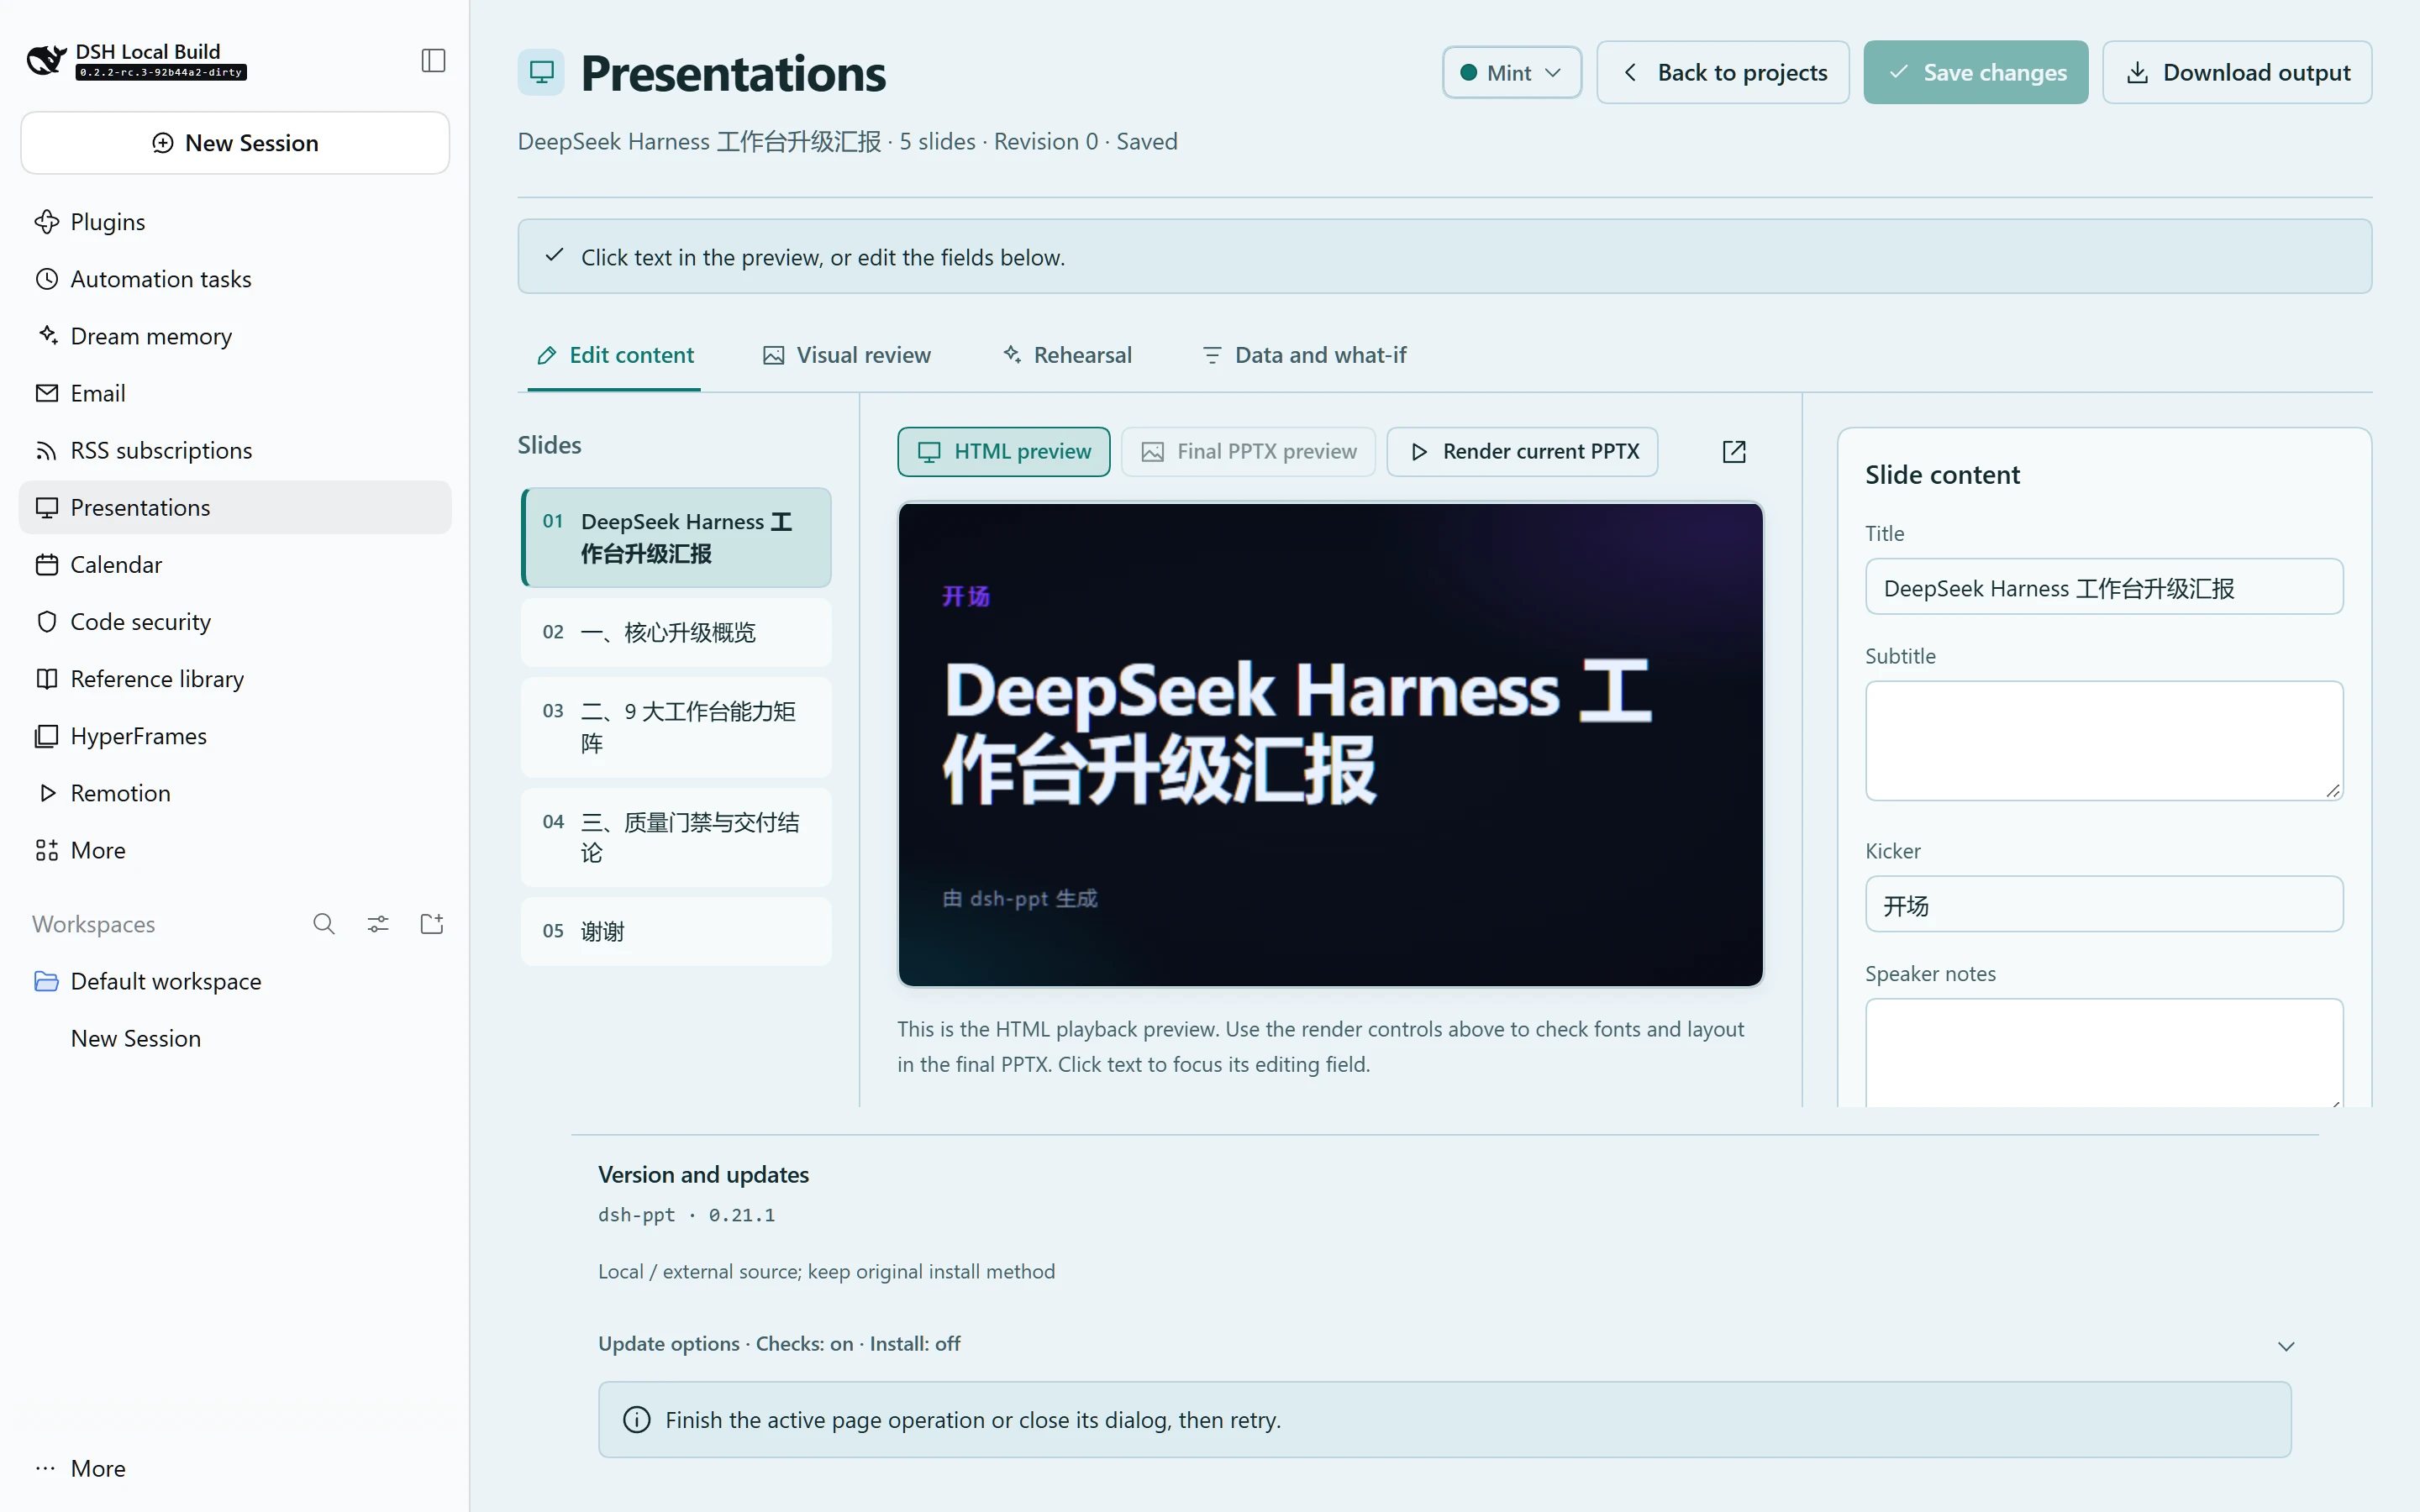 DSH Local Build
0.2.2-rc.3-92b44a2-dirty
New Session
Plugins
Automation tasks
Dream memory
Email
RSS subscriptions
Presentations
Calendar
Code security
Reference library
HyperFrames
Remotion
More
Workspaces
Default workspace
New Session
More
Presentations
Mint
Back to projects
Save changes
Download output
DeepSeek Harness 工作台升级汇报 · 5 slides · Revision 0 · Saved
Click text in the preview, or edit the fields below.
Edit content
Visual review
Rehearsal
Data and what-if
Slides
01 DeepSeek Harness 工
作台升级汇报
02 一、核心升级概览
03 二、9 大工作台能力矩
阵
04 三、质量门禁与交付结
论
05 谢谢
HTML preview
Final PPTX preview
Render current PPTX
开场
DeepSeek Harness 工
作台升级汇报
由 dsh-ppt 生成
This is the HTML playback preview. Use the render controls above to check fonts and layout
in the final PPTX. Click text to focus its editing field.
Slide content
Title
DeepSeek Harness 工作台升级汇报
Subtitle
Kicker
开场
Speaker notes
Version and updates
dsh-ppt · 0.21.1
Local / external source; keep original install method
Update options · Checks: on · Install: off
Finish the active page operation or close its dialog, then retry.